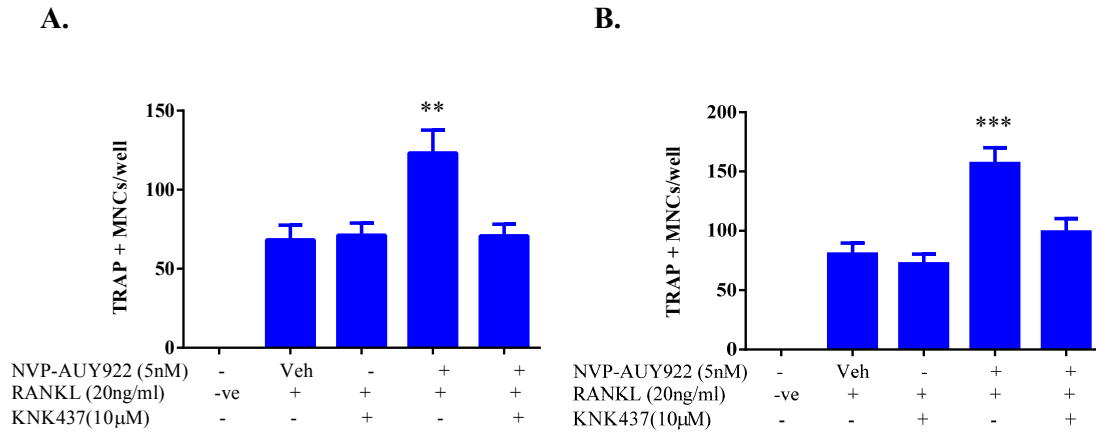 A.
B.
150
**
TRAP + MNCs/well
100
50
0
NVP-AUY922 (5nM) - Veh - + +
RANKL (20ng/ml) -ve + + + +
KNK437(10μM) - - + - +
200
***
TRAP + MNCs/well
150
100
50
0
NVP-AUY922 (5nM) - Veh - + +
RANKL (20ng/ml) -ve + + + +
KNK437(10μM) - - + - +